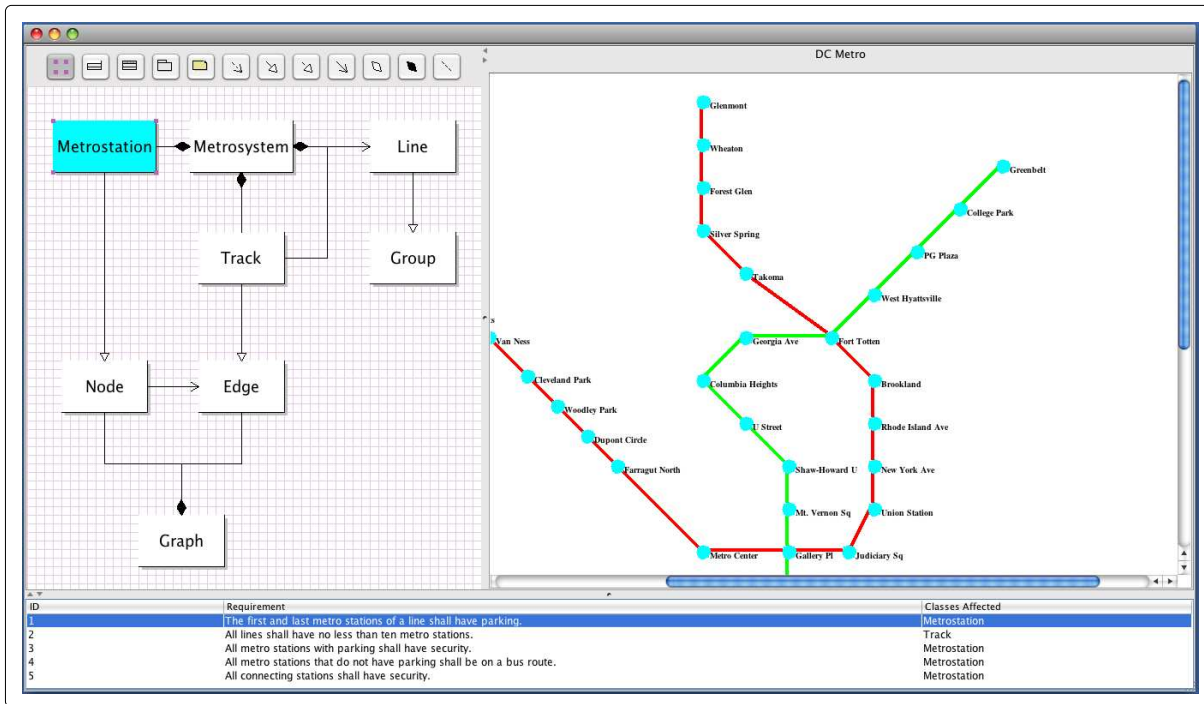 DC Metro
Metrostation
Metrosystem
Line
Track
Group
Node
Edge
Graph
Glenmont
Wheaton
Forest Glen
Silver Spring
Takoma
Greenbelt
College Park
PG Plaza
West Hyattsville
s
Van Ness
Georgia Ave
Fort Totten
Cleveland Park
Columbia Heights
Brookland
Woodley Park
U Street
Rhode Island Ave
Dupont Circle
Farragut North
Shaw-Howard U
New York Ave
Mt. Vernon Sq
Union Station
Metro Center
Gallery Pl
Judiciary Sq
ID Requirement Classes Affected
1 The first and last metro stations of a line shall have parking. Metrostation
2 All lines shall have no less than ten metro stations. Track
3 All metro stations with parking shall have security. Metrostation
4 All metro stations that do not have parking shall be on a bus route. Metrostation
5 All connecting stations shall have security. Metrostation